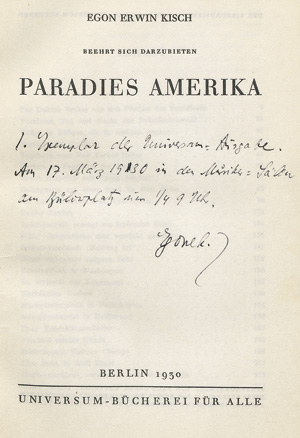 EGON ERWIN KISCH
BEEHRT SICH DARZUBIETEN
PARADIES AMERIKA
1. Exemplar der Universum-Ausgabe.
Am 17. März 1930 in den Musiker-Sälen
am Bülowplatz um 1/4 9 Uhr.
BERLIN 1930
UNIVERSUM-BÜCHEREI FÜR ALLE